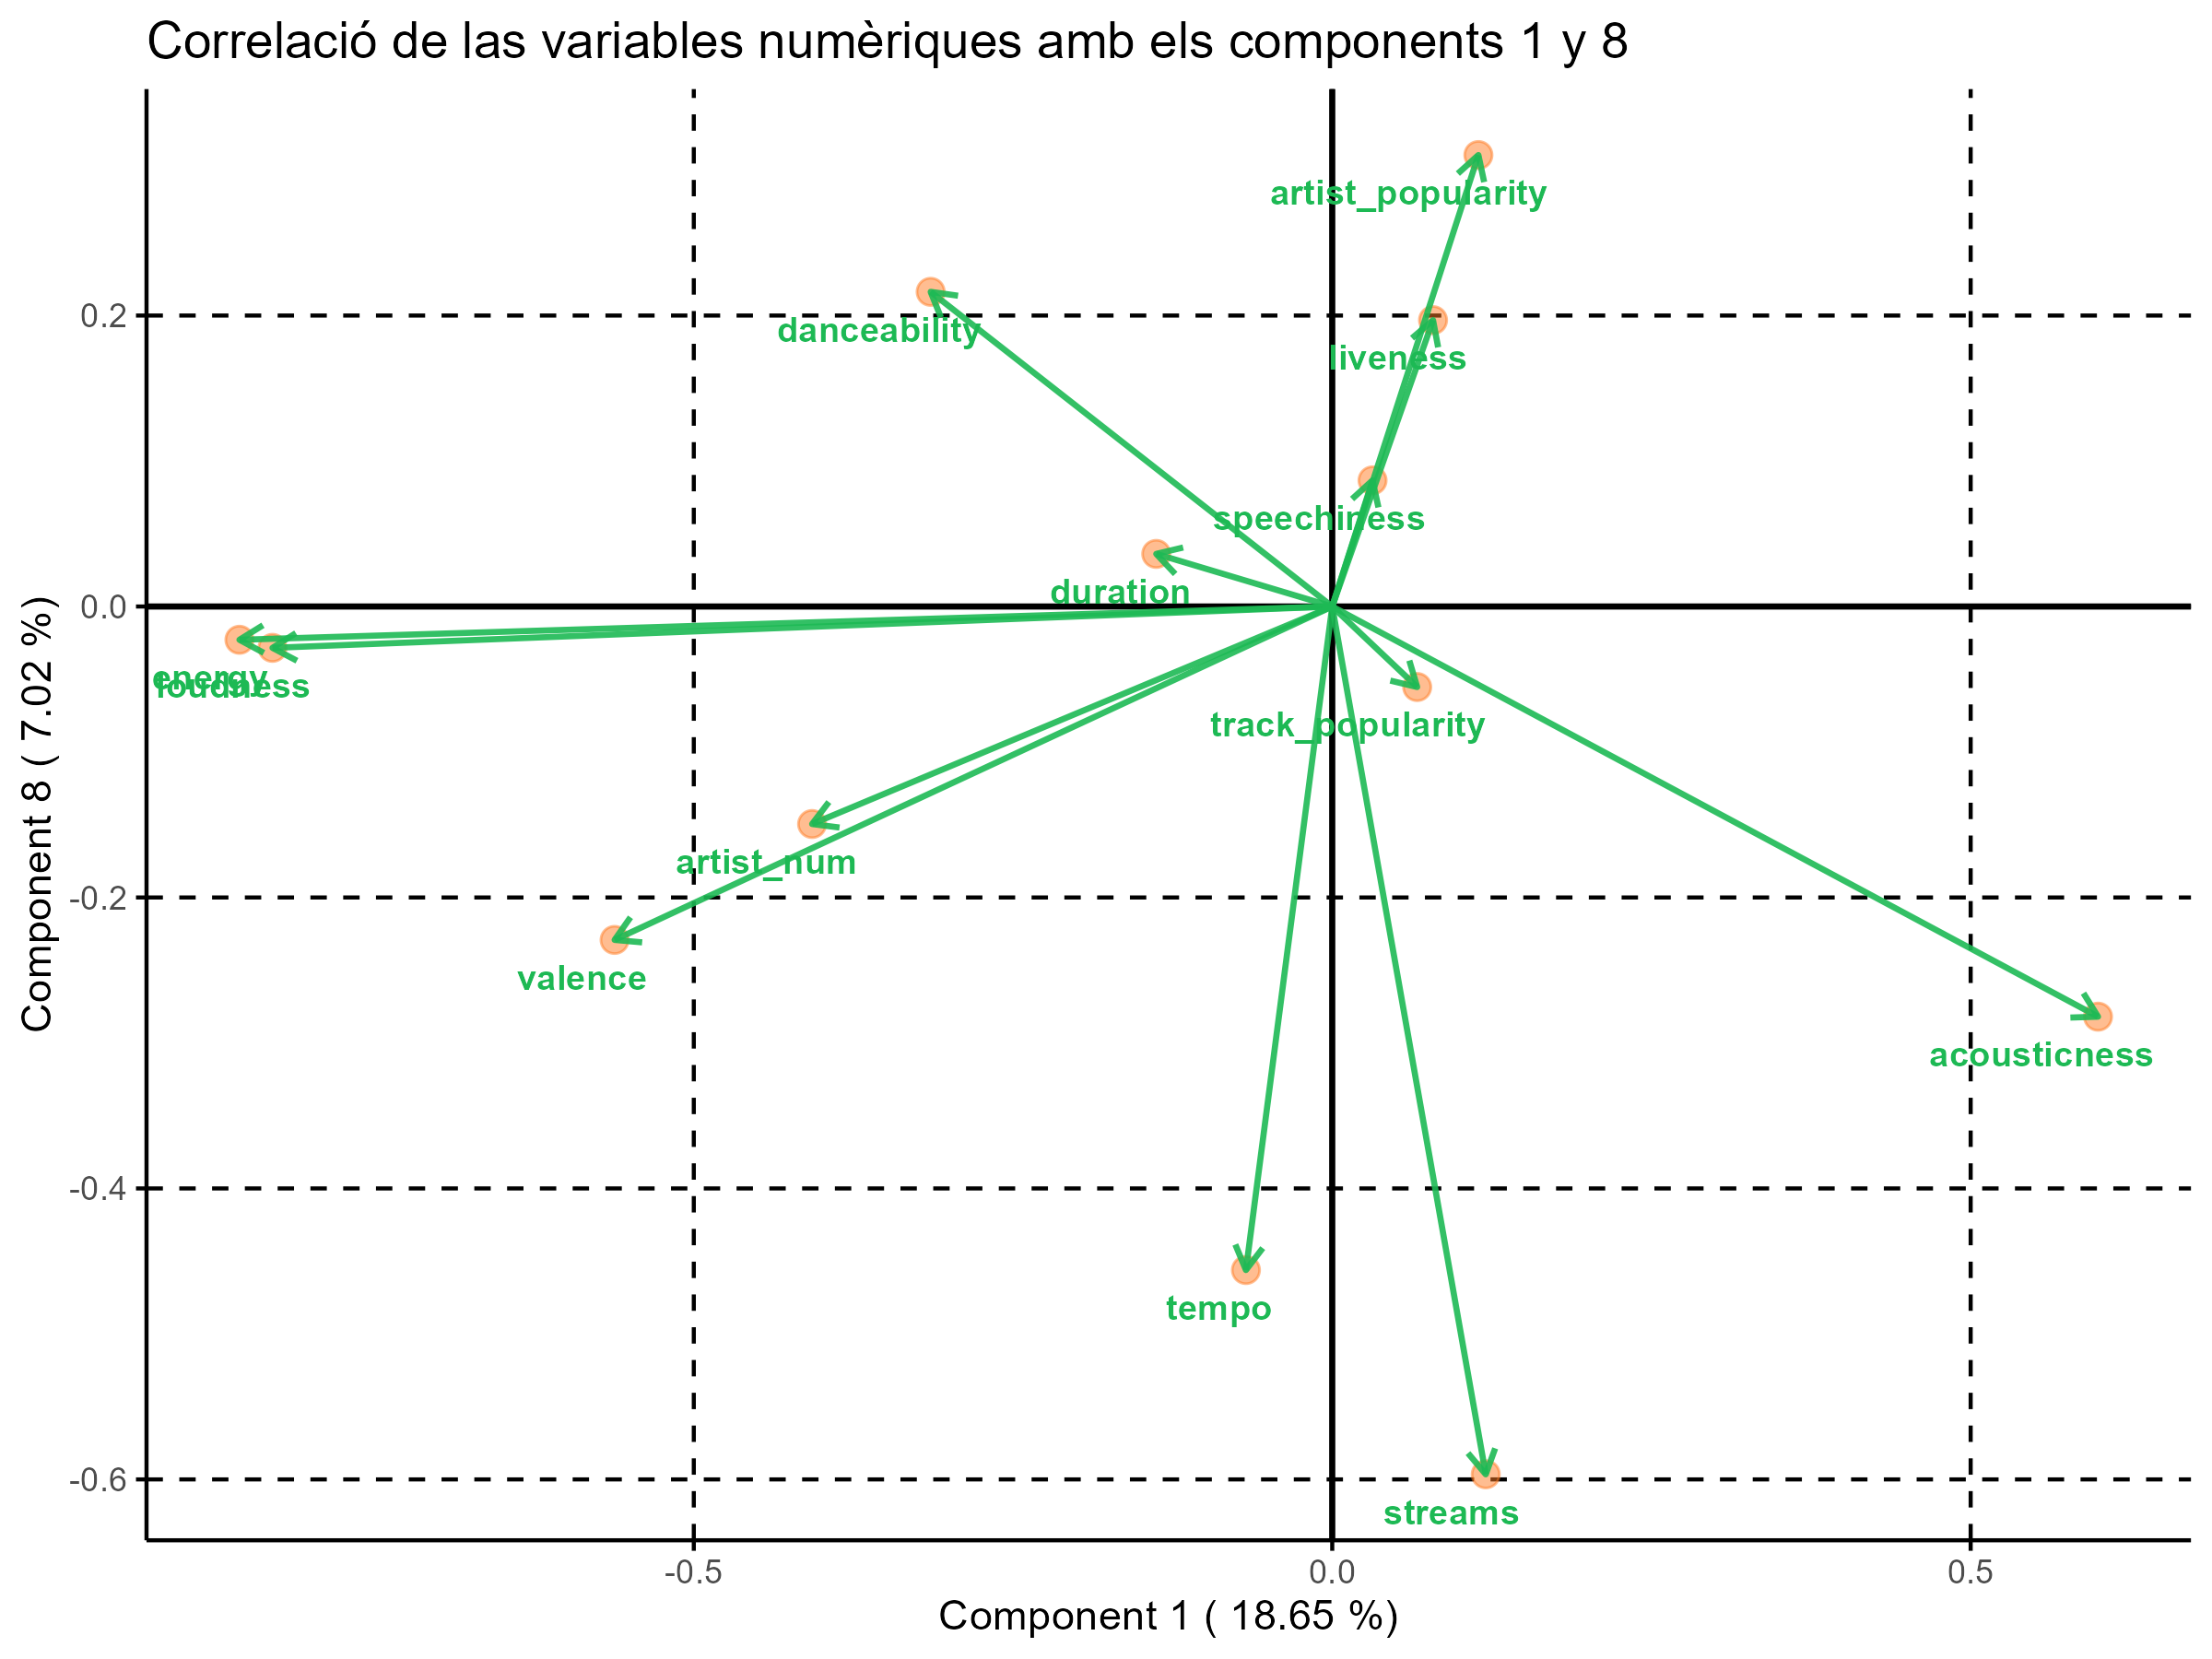 Correlació de las variables numèriques amb els components 1 y 8
artist_popularity
0.2
danceability
liveness
speechiness
duration
0.0
energy
loudness
track_popularity
artist_num
-0.2
valence
acousticness
-0.4
tempo
-0.6
streams
-0.5
0.0
0.5
Component 1 ( 18.65 %)
Component 8 ( 7.02 %)